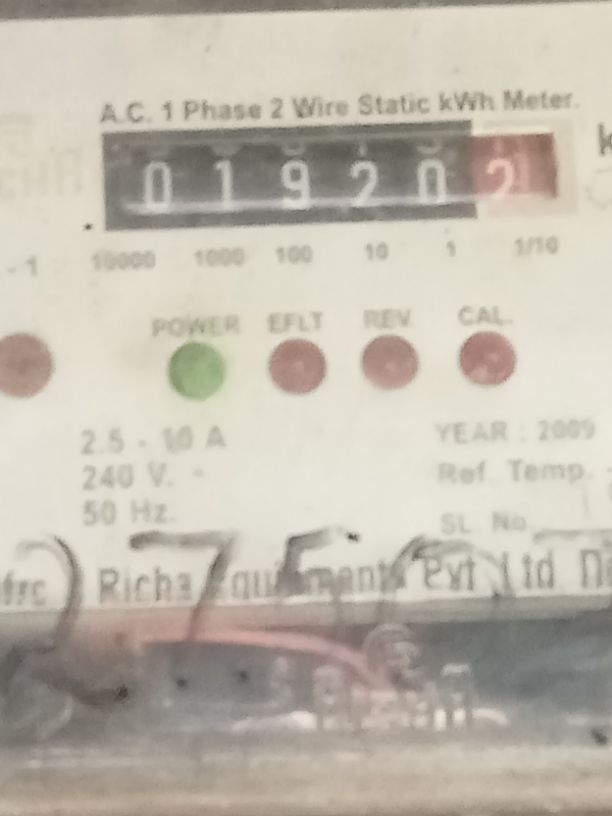 A.C. 1 Phase 2 Wire Static kWh Meter.
0 1 9 2 0 2
- 1 10000 1000 100 10 1 1/10
POWER EFLT REV. CAL.
2.5 - 10 A
240 V. -
50 Hz.
YEAR : 2009
Ref. Temp.
SL No.
275
Richa Equipments Pvt Ltd